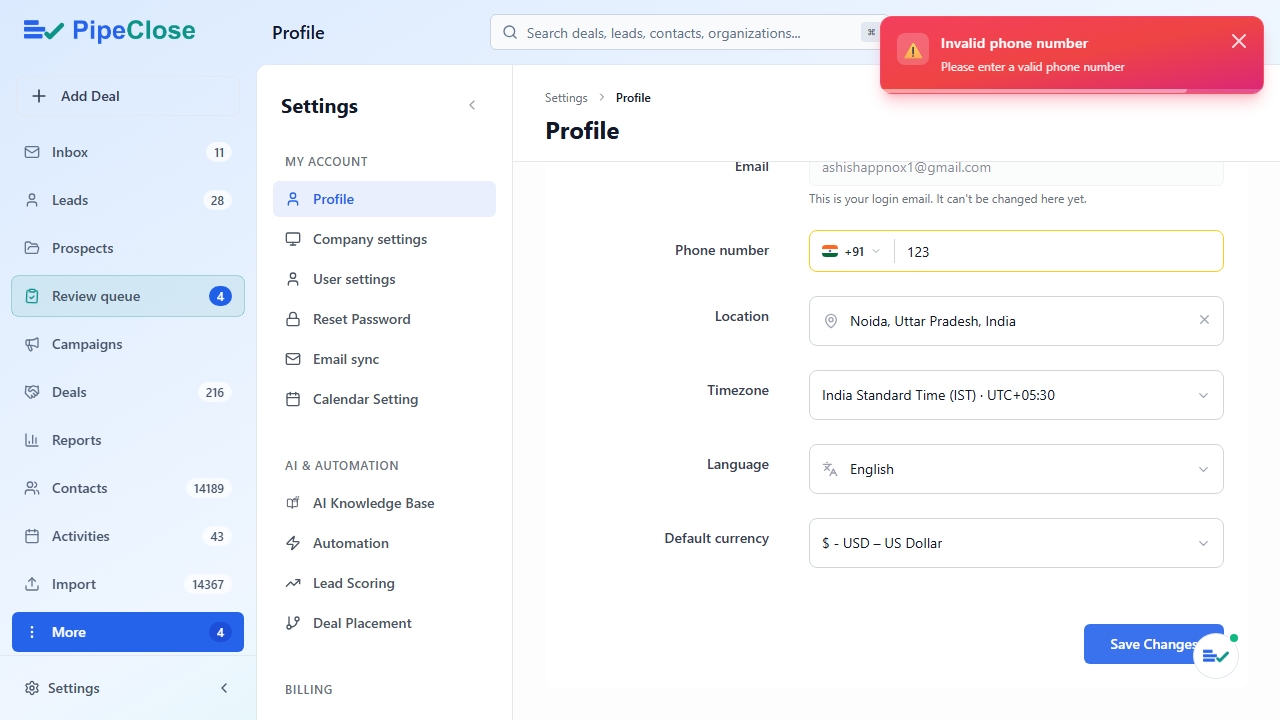 PipeClose
Profile
Search deals, leads, contacts, organizations...
⌘
Invalid phone number
Please enter a valid phone number
Add Deal
Inbox 11
Leads 28
Prospects
Review queue 4
Campaigns
Deals 216
Reports
Contacts 14189
Activities 43
Import 14367
More 4
Settings
Settings
MY ACCOUNT
Profile
Company settings
User settings
Reset Password
Email sync
Calendar Setting
AI & AUTOMATION
AI Knowledge Base
Automation
Lead Scoring
Deal Placement
BILLING
Settings > Profile
Profile
Email ashishappnox1@gmail.com
This is your login email. It can't be changed here yet.
Phone number +91 123
Location Noida, Uttar Pradesh, India
Timezone India Standard Time (IST) · UTC+05:30
Language English
Default currency $ - USD – US Dollar
Save Changes